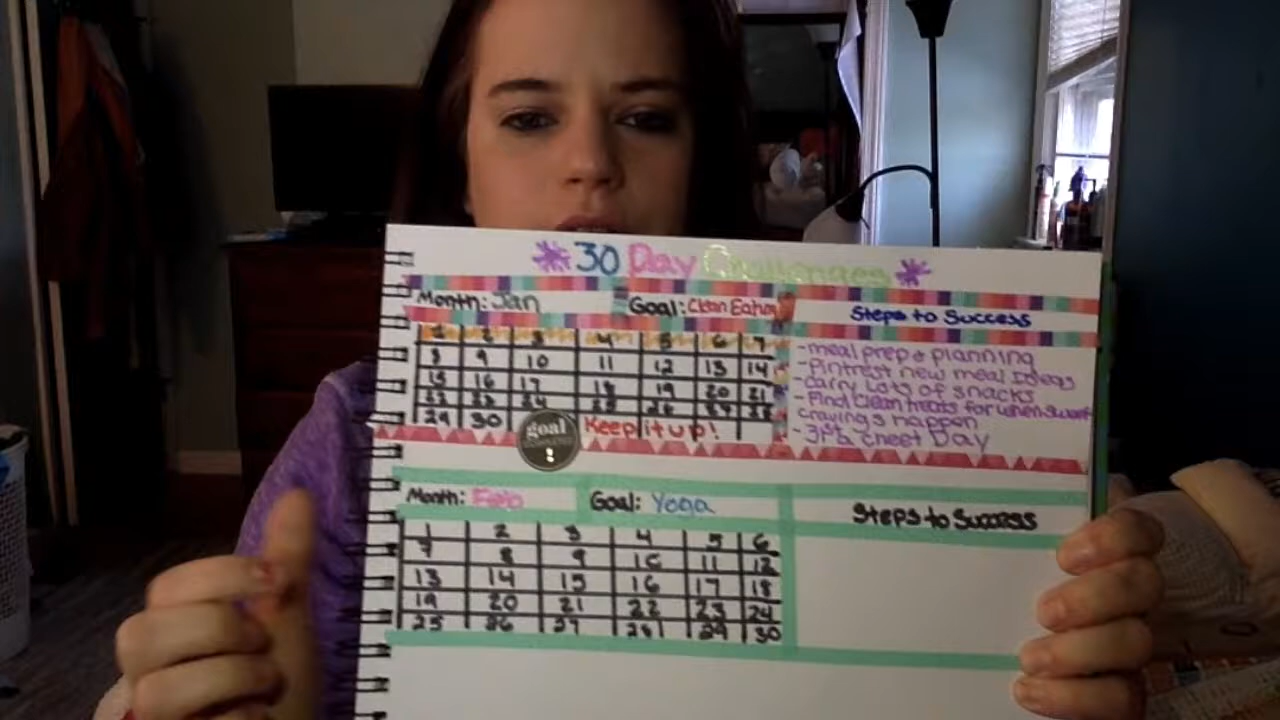 30 Day Challenges
Month: Jan Goal: Clean Eating Steps to Success
1 2 3 4 5 6 7
8 9 10 11 12 13 14
15 16 17 18 19 20 21
22 23 24 25 26 27 28
29 30 goal Keep it up!
- meal prep & planning
- Pintrest new meal Ideas
- carry Lots of snacks
- Find clean treats for when sweet
cravings happen
cheet Day
Month: Feb Goal: Yoga Steps to Success
1 2 3 4 5 6
7 8 9 10 11 12
13 14 15 16 17 18
19 20 21 22 23 24
25 26 27 28 29 30